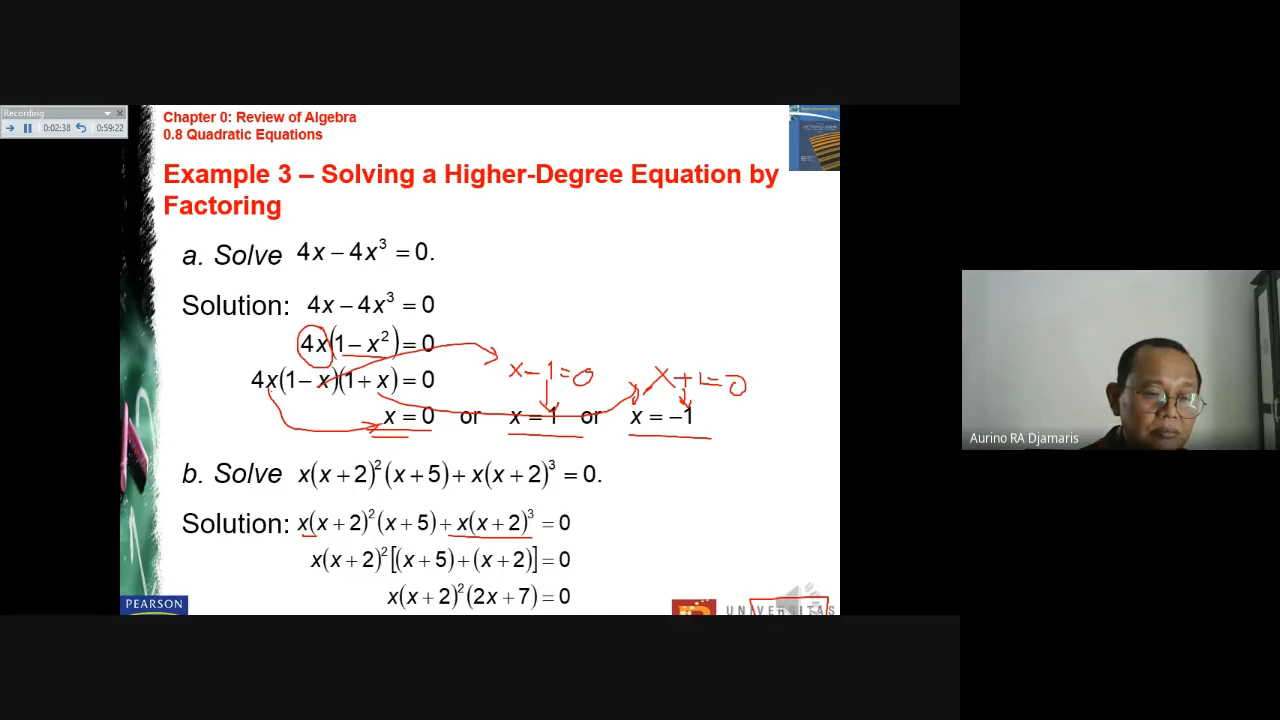 Recording
0:02:38 0:59:22
Chapter 0: Review of Algebra
0.8 Quadratic Equations
Example 3 – Solving a Higher-Degree Equation by
Factoring
a. Solve 4x − 4x³ = 0.
Solution: 4x − 4x³ = 0
4x(1 − x²) = 0
x − 1 = 0 x + 1 = 0
4x(1 − x)(1 + x) = 0
x = 0 or x = 1 or x = −1
b. Solve x(x + 2)²(x + 5) + x(x + 2)³ = 0.
Solution: x(x + 2)²(x + 5) + x(x + 2)³ = 0
x(x + 2)²[(x + 5) + (x + 2)] = 0
x(x + 2)²(2x + 7) = 0
PEARSON
UNIVERSITAS
Aurino RA Djamaris